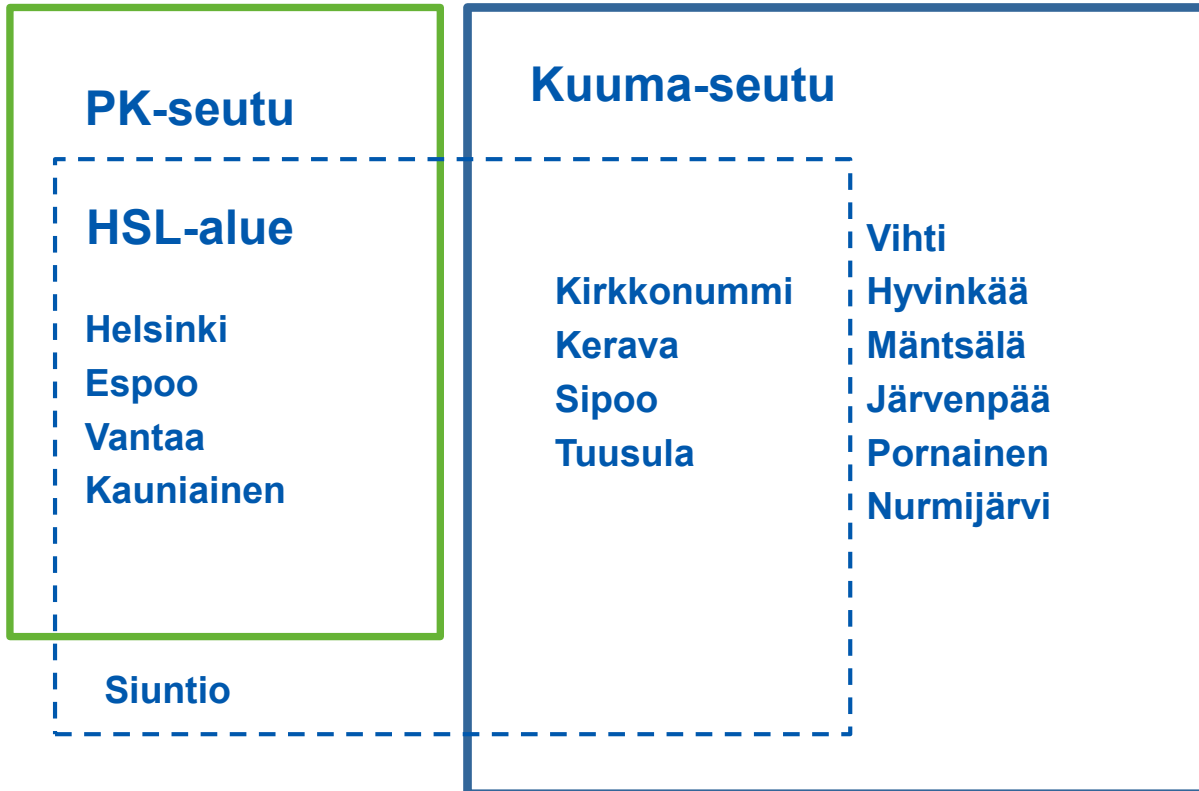 PK-seutu
HSL-alue
Helsinki
Espoo
Vantaa
Kauniainen
Siuntio
Kuuma-seutu
Kirkkonummi
Kerava
Sipoo
Tuusula
Vihti
Hyvinkää
Mäntsälä
Järvenpää
Pornainen
Nurmijärvi